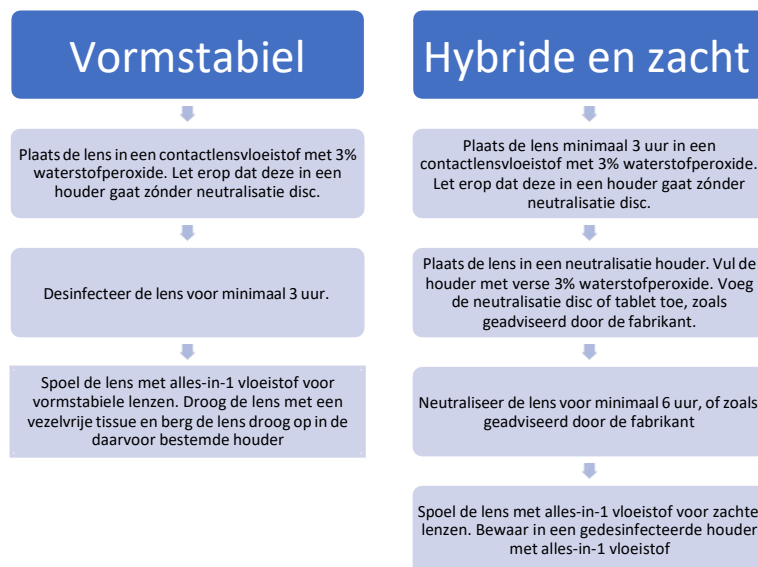 Vormstabiel
Plaats de lens in een contactlensvloeistof met 3%
waterstofperoxide. Let erop dat deze in een
houder gaat zónder neutralisatie disc.
Desinfecteer de lens voor minimaal 3 uur.
Spoel de lens met alles-in-1 vloeistof voor
vormstabiele lenzen. Droog de lens met een
vezelvrije tissue en berg de lens droog op in de
daarvoor bestemde houder
Hybride en zacht
Plaats de lens minimaal 3 uur in een
contactlensvloeistof met 3% waterstofperoxide.
Let erop dat deze in een houder gaat zónder
neutralisatie disc.
Plaats de lens in een neutralisatie houder. Vul de
houder met verse 3% waterstofperoxide. Voeg
de neutralisatie disc of tablet toe, zoals
geadviseerd door de fabrikant.
Neutraliseer de lens voor minimaal 6 uur, of zoals
geadviseerd door de fabrikant
Spoel de lens met alles-in-1 vloeistof voor zachte
lenzen. Bewaar in een gedesinfecteerde houder
met alles-in-1 vloeistof